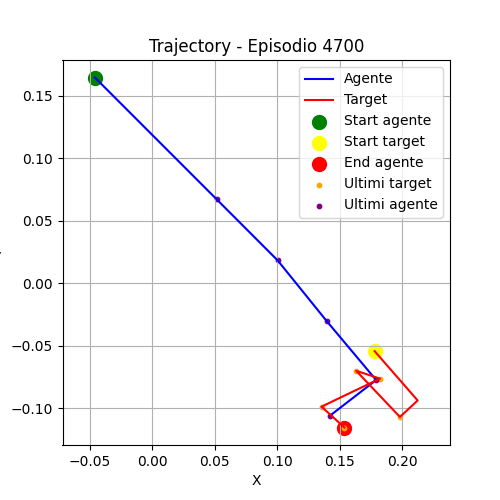 Trajectory - Episodio 4700
Agente
Target
Start agente
Start target
End agente
Ultimi target
Ultimi agente
0.15
0.10
0.05
0.00
−0.05
−0.10
−0.05
0.00
0.05
0.10
0.15
0.20
X